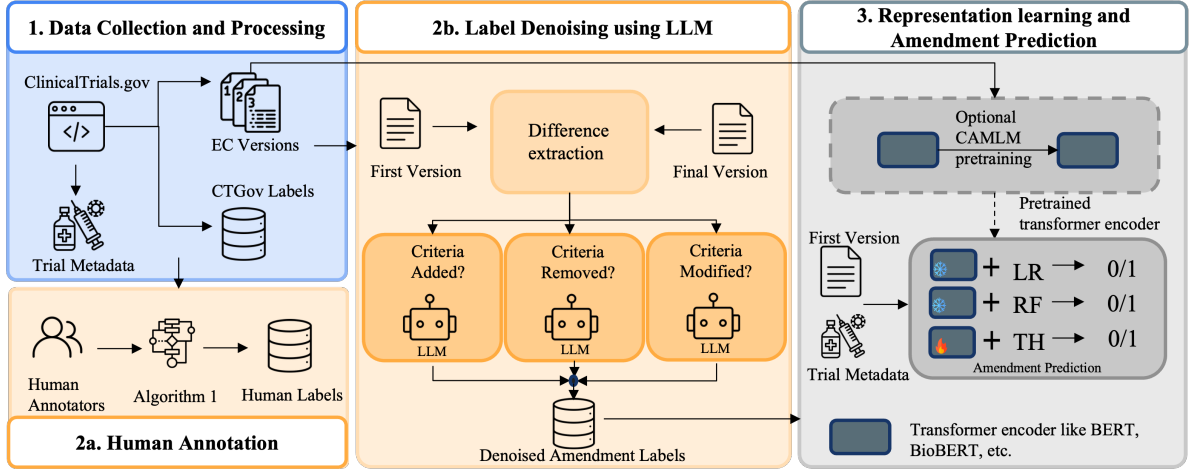 1. Data Collection and Processing
ClinicalTrials.gov
1
2
3
EC Versions
CTGov Labels
Trial Metadata
Human
Annotators
Algorithm 1
Human Labels
2a. Human Annotation
2b. Label Denoising using LLM
First Version
Difference
extraction
Final Version
Criteria
Added?
LLM
Criteria
Removed?
LLM
Criteria
Modified?
LLM
Denoised Amendment Labels
3. Representation learning and
Amendment Prediction
Optional
CAMLM
pretraining
Pretrained
transformer encoder
First Version
Trial Metadata
+ LR 0/1
+ RF 0/1
+ TH 0/1
Amendment Prediction
Transformer encoder like BERT,
BioBERT, etc.